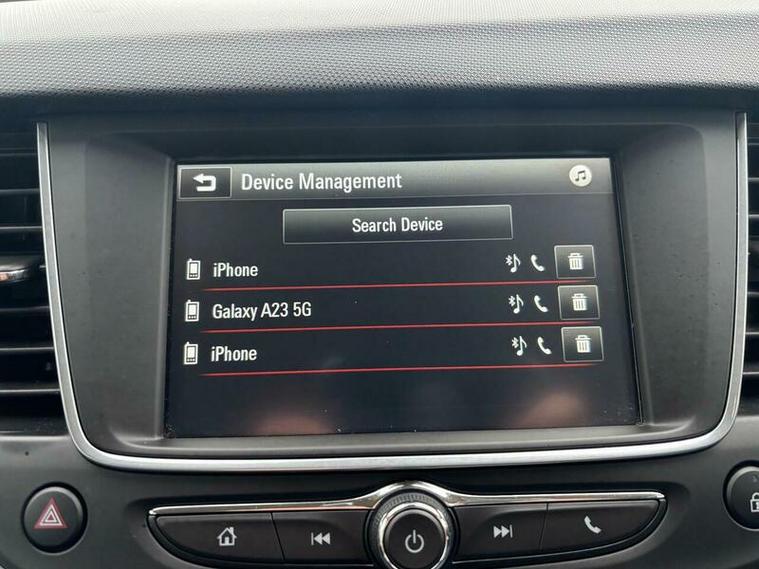 Device Management
Search Device
iPhone
Galaxy A23 5G
iPhone